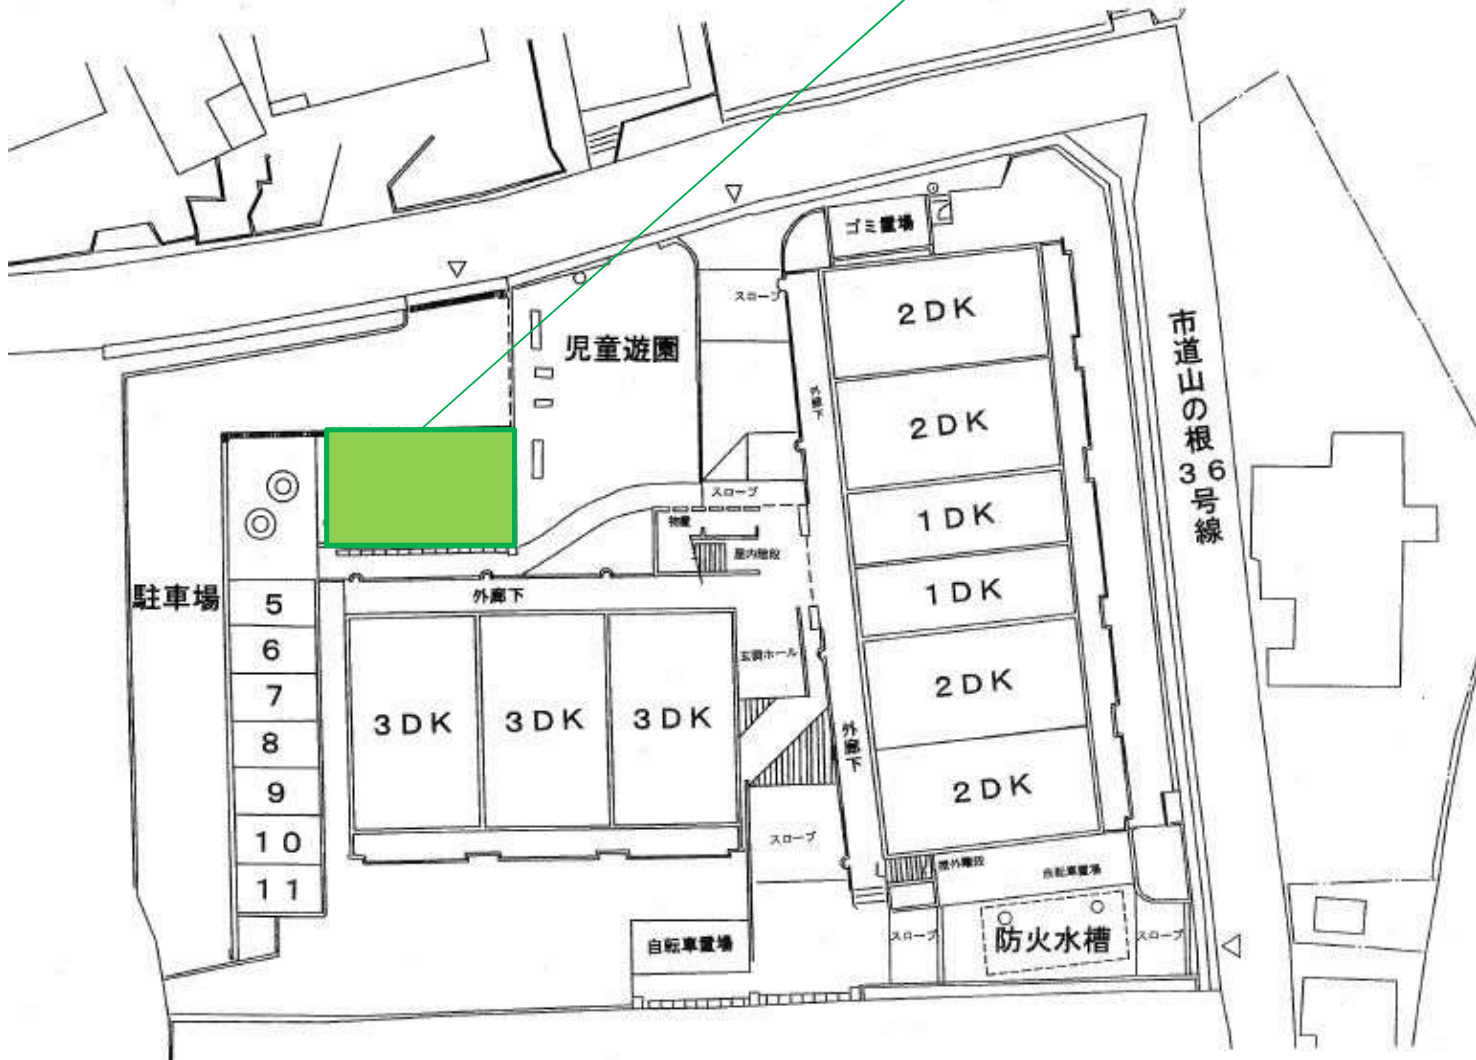 ゴミ置場
スロープ
2DK
児童遊園
市道山の根36号線
外廊下
2DK
スロープ
1DK
物置
屋内階段
駐車場
5
外廊下
1DK
6
玄関ホール
7
2DK
3DK
3DK
3DK
8
外廊下
9
2DK
10
スロープ
11
屋外階段
自転車置場
自転車置場
スロープ
防火水槽
スロープ